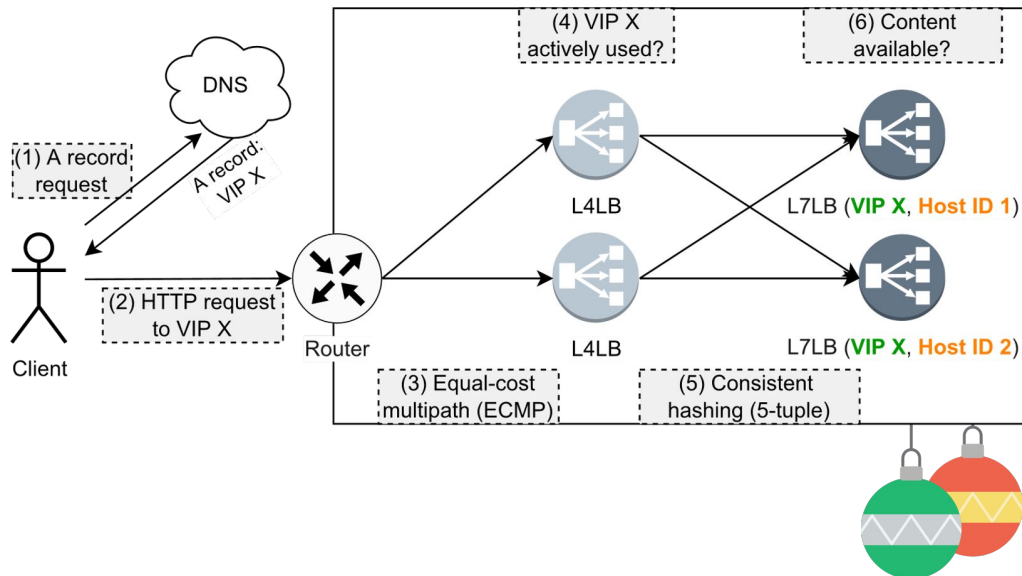 (4) VIP X
actively used?
(6) Content
available?
DNS
(1) A record
request
A record:
VIP X
L4LB
L7LB (VIP X, Host ID 1)
(2) HTTP request
to VIP X
Client
Router
L4LB
L7LB (VIP X, Host ID 2)
(3) Equal-cost
multipath (ECMP)
(5) Consistent
hashing (5-tuple)